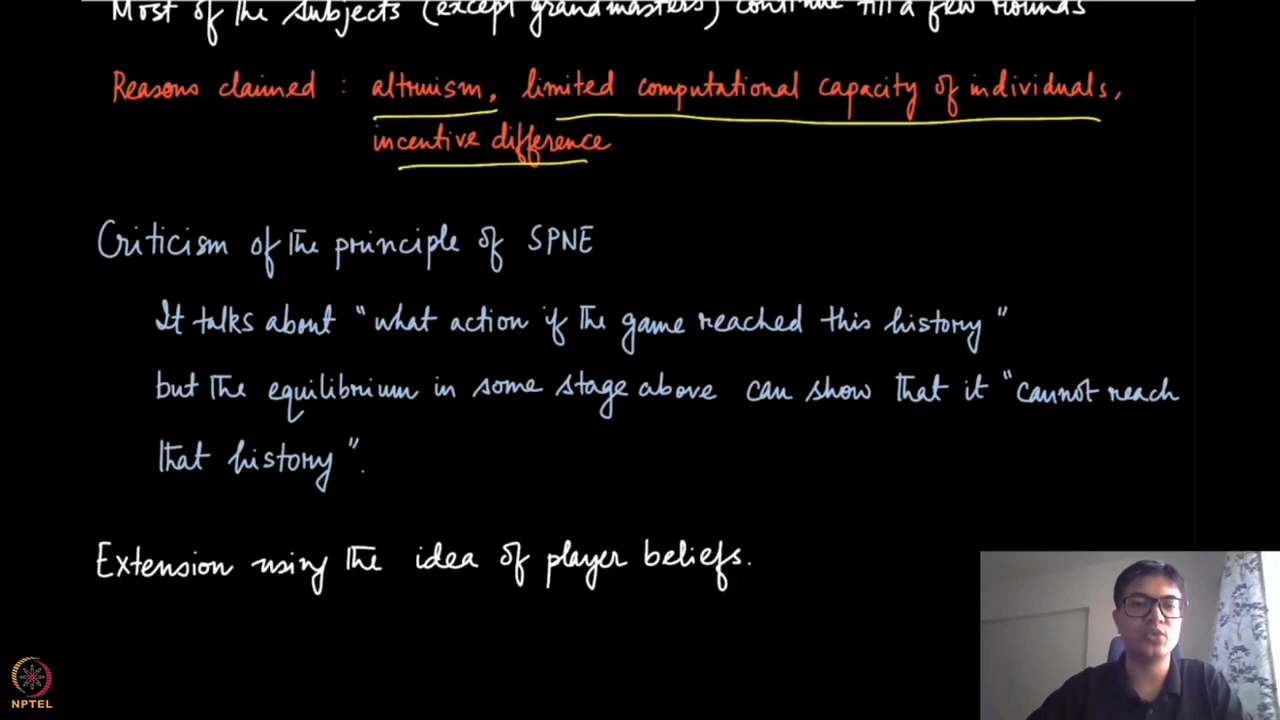 Most of the subjects (except grandmasters) continue till a few rounds
Reasons claimed : altruism, limited computational capacity of individuals,
incentive difference
Criticism of the principle of SPNE
It talks about "what action if the game reached this history"
but the equilibrium in some stage above can show that it "cannot reach
that history".
Extension using the idea of player beliefs.
NPTEL